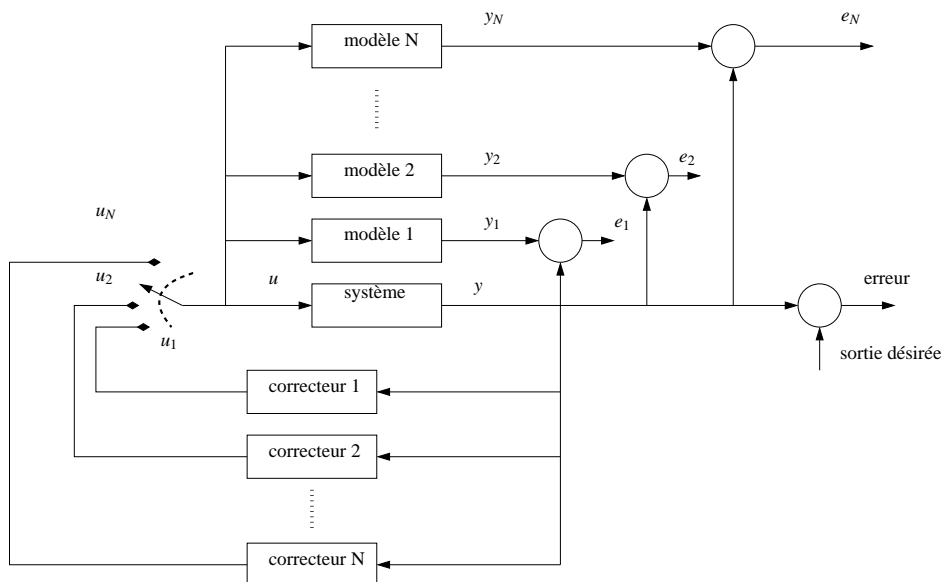 y_N
e_N
modèle N
modèle 2
y_2
e_2
u_N
modèle 1
y_1
e_1
u_2
u
système
y
erreur
u_1
sortie désirée
correcteur 1
correcteur 2
correcteur N